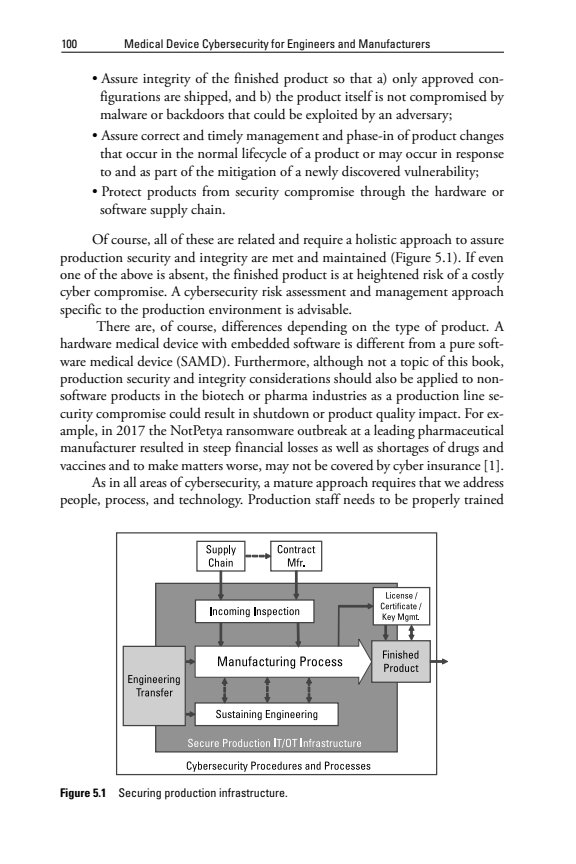 100 Medical Device Cybersecurity for Engineers and Manufacturers
• Assure integrity of the finished product so that a) only approved con-
figurations are shipped, and b) the product itself is not compromised by
malware or backdoors that could be exploited by an adversary;
• Assure correct and timely management and phase-in of product changes
that occur in the normal lifecycle of a product or may occur in response
to and as part of the mitigation of a newly discovered vulnerability;
• Protect products from security compromise through the hardware or
software supply chain.
Of course, all of these are related and require a holistic approach to assure
production security and integrity are met and maintained (Figure 5.1). If even
one of the above is absent, the finished product is at heightened risk of a costly
cyber compromise. A cybersecurity risk assessment and management approach
specific to the production environment is advisable.
There are, of course, differences depending on the type of product. A
hardware medical device with embedded software is different from a pure soft-
ware medical device (SAMD). Furthermore, although not a topic of this book,
production security and integrity considerations should also be applied to non-
software products in the biotech or pharma industries as a production line se-
curity compromise could result in shutdown or product quality impact. For ex-
ample, in 2017 the NotPetya ransomware outbreak at a leading pharmaceutical
manufacturer resulted in steep financial losses as well as shortages of drugs and
vaccines and to make matters worse, may not be covered by cyber insurance [1].
As in all areas of cybersecurity, a mature approach requires that we address
people, process, and technology. Production staff needs to be properly trained
Supply
Chain
Contract
Mfr.
License /
Certificate /
Key Mgmt.
Incoming Inspection
Manufacturing Process
Finished
Product
Engineering
Transfer
Sustaining Engineering
Secure Production IT/OT Infrastructure
Cybersecurity Procedures and Processes
Figure 5.1 Securing production infrastructure.